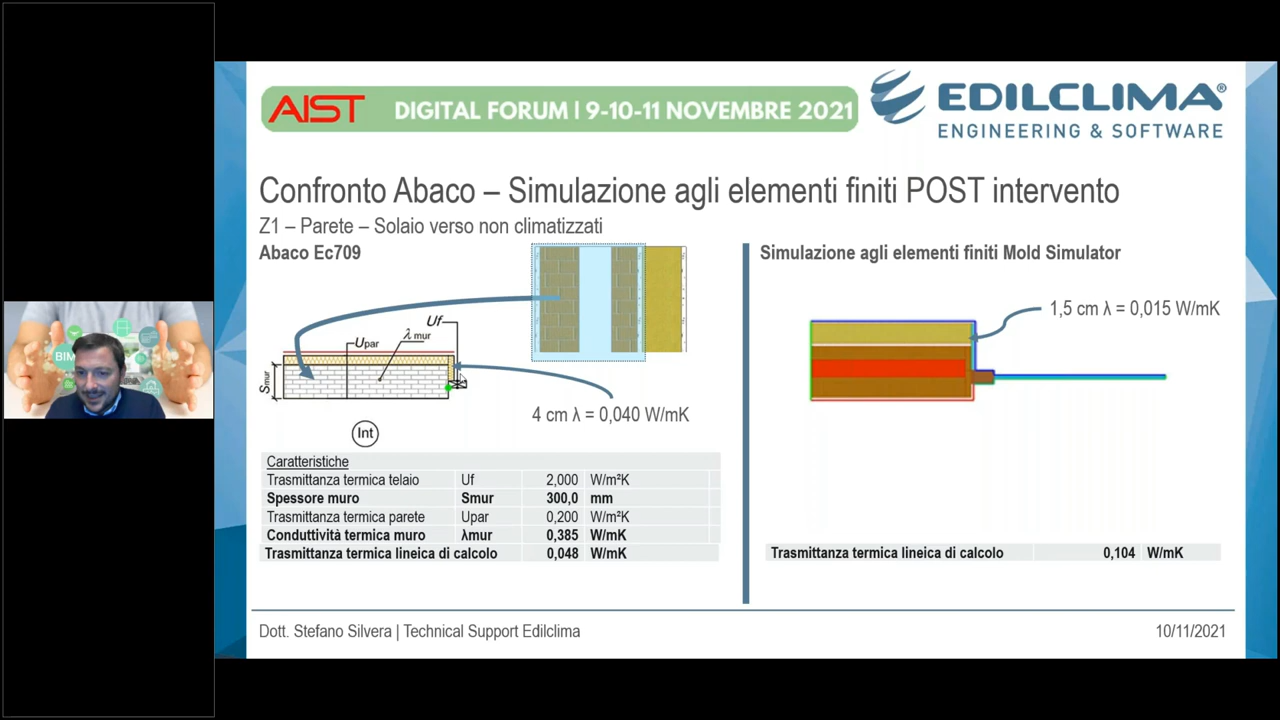 AIST DIGITAL FORUM | 9-10-11 NOVEMBRE 2021
EDILCLIMA®
ENGINEERING & SOFTWARE
Confronto Abaco – Simulazione agli elementi finiti POST intervento
Z1 – Parete – Solaio verso non climatizzati
Abaco Ec709
Uf
λ mur
Upar
Smur
Int
4 cm λ = 0,040 W/mK
Caratteristiche
Trasmittanza termica telaio Uf 2,000 W/m²K
Spessore muro Smur 300,0 mm
Trasmittanza termica parete Upar 0,200 W/m²K
Conduttività termica muro λmur 0,385 W/mK
Trasmittanza termica lineica di calcolo 0,048 W/mK
Simulazione agli elementi finiti Mold Simulator
1,5 cm λ = 0,015 W/mK
Trasmittanza termica lineica di calcolo 0,104 W/mK
Dott. Stefano Silvera | Technical Support Edilclima
10/11/2021
BIM